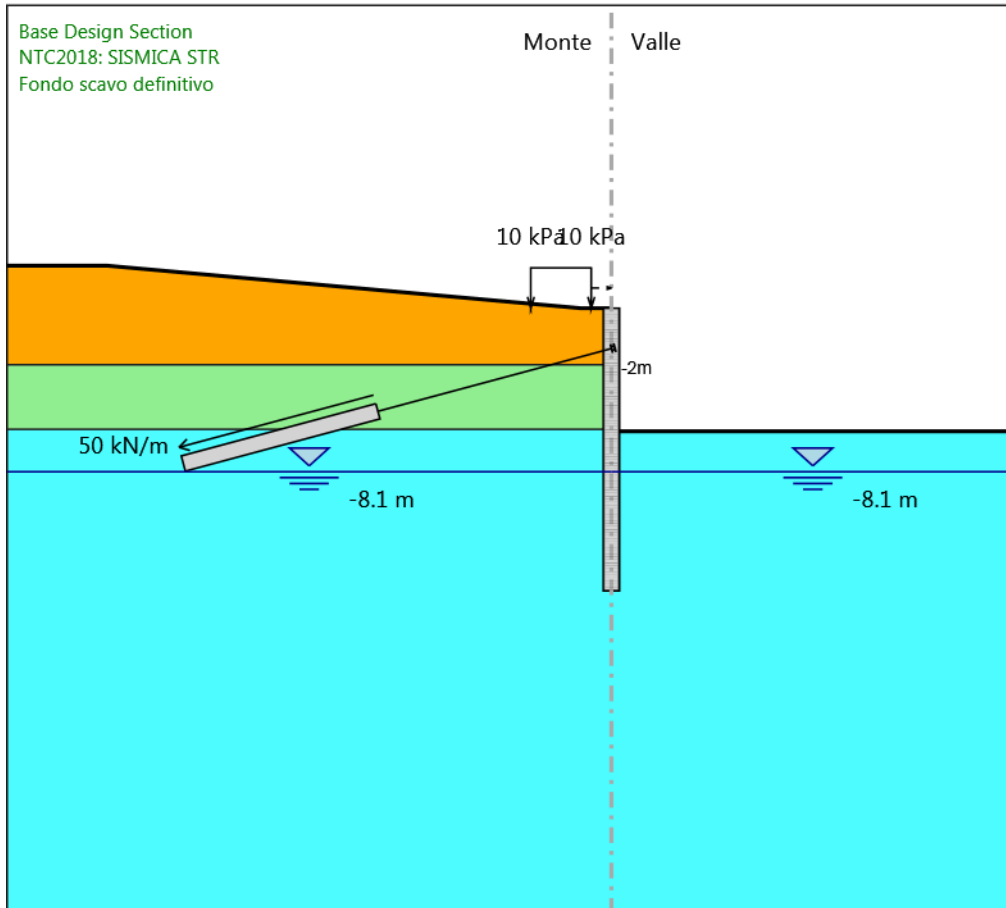 Base Design Section
NTC2018: SISMICA STR
Fondo scavo definitivo
Monte
Valle
10 kPa
10 kPa
-2m
50 kN/m
-8.1 m
-8.1 m